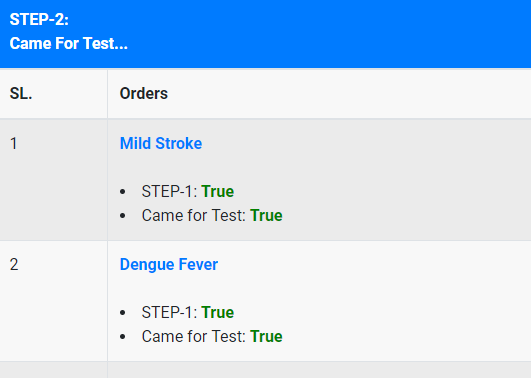 STEP-2:
Came For Test...
SL. Orders
1 Mild Stroke
• STEP-1: True
• Came for Test: True
2 Dengue Fever
• STEP-1: True
• Came for Test: True